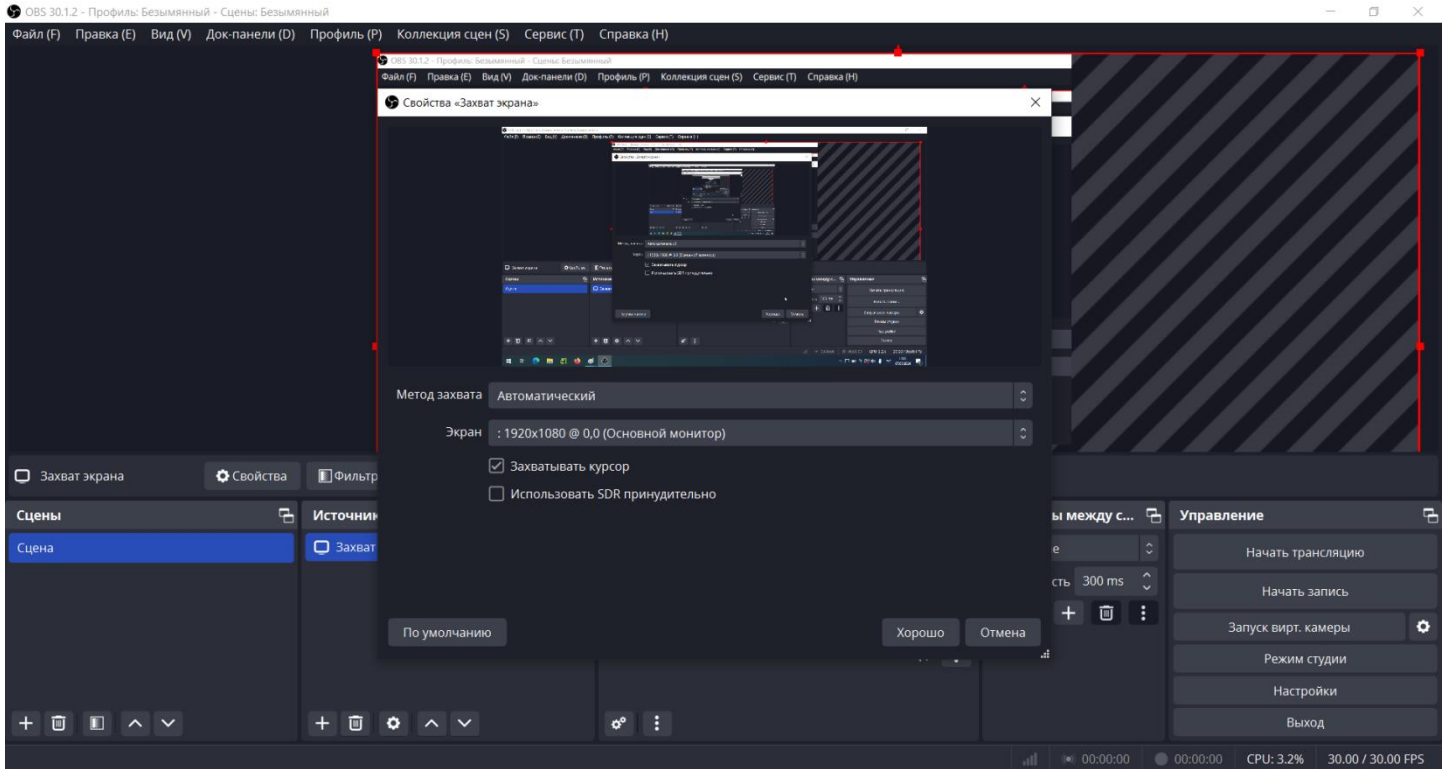 OBS 30.1.2 - Профиль: Безымянный - Сцены: Безымянный
Файл (F) Правка (E) Вид (V) Док-панели (D) Профиль (P) Коллекция сцен (S) Сервис (T) Справка (H)
OBS 30.1.2 - Профиль: Безымянный - Сцены: Безымянный
Файл (F) Правка (E) Вид (V) Док-панели (D) Профиль (P) Коллекция сцен (S) Сервис (T) Справка (H)
Свойства «Захват экрана»
Метод захвата Автоматический
Экран : 1920x1080 @ 0,0 (Основной монитор)
Захватывать курсор
Использовать SDR принудительно
По умолчанию Хорошо Отмена
Захват экрана Свойства Фильтр
Сцены Источник ы между с... Управление
Сцена Захват е Начать трансляцию
сть 300 ms Начать запись
Запуск вирт. камеры
Режим студии
Настройки
Выход
00:00:00 00:00:00 CPU: 3.2% 30.00 / 30.00 FPS